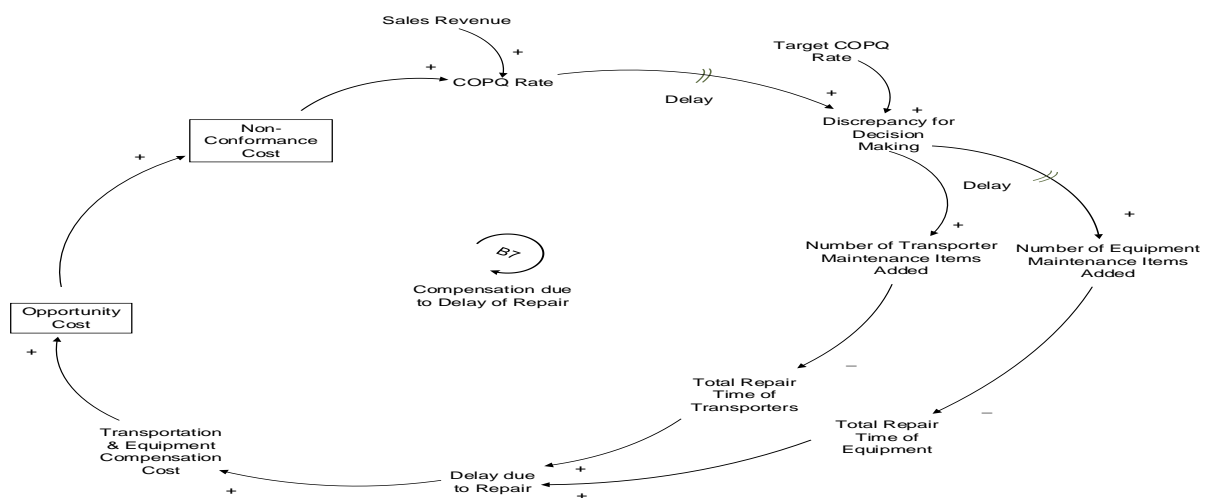 Sales Revenue
+
+
COPQ Rate
Target COPQ
Rate
Delay
+
+
Discrepancy for
Decision
Making
Non-
Conformance
Cost
+
Delay
+
+
Number of Transporter
Maintenance Items
Added
Number of Equipment
Maintenance Items
Added
B7
Compensation due
to Delay of Repair
Opportunity
Cost
+
–
Total Repair
Time of
Transporters
–
Total Repair
Time of
Equipment
Transportation
& Equipment
Compensation
Cost
+
Delay due
to Repair
+
+